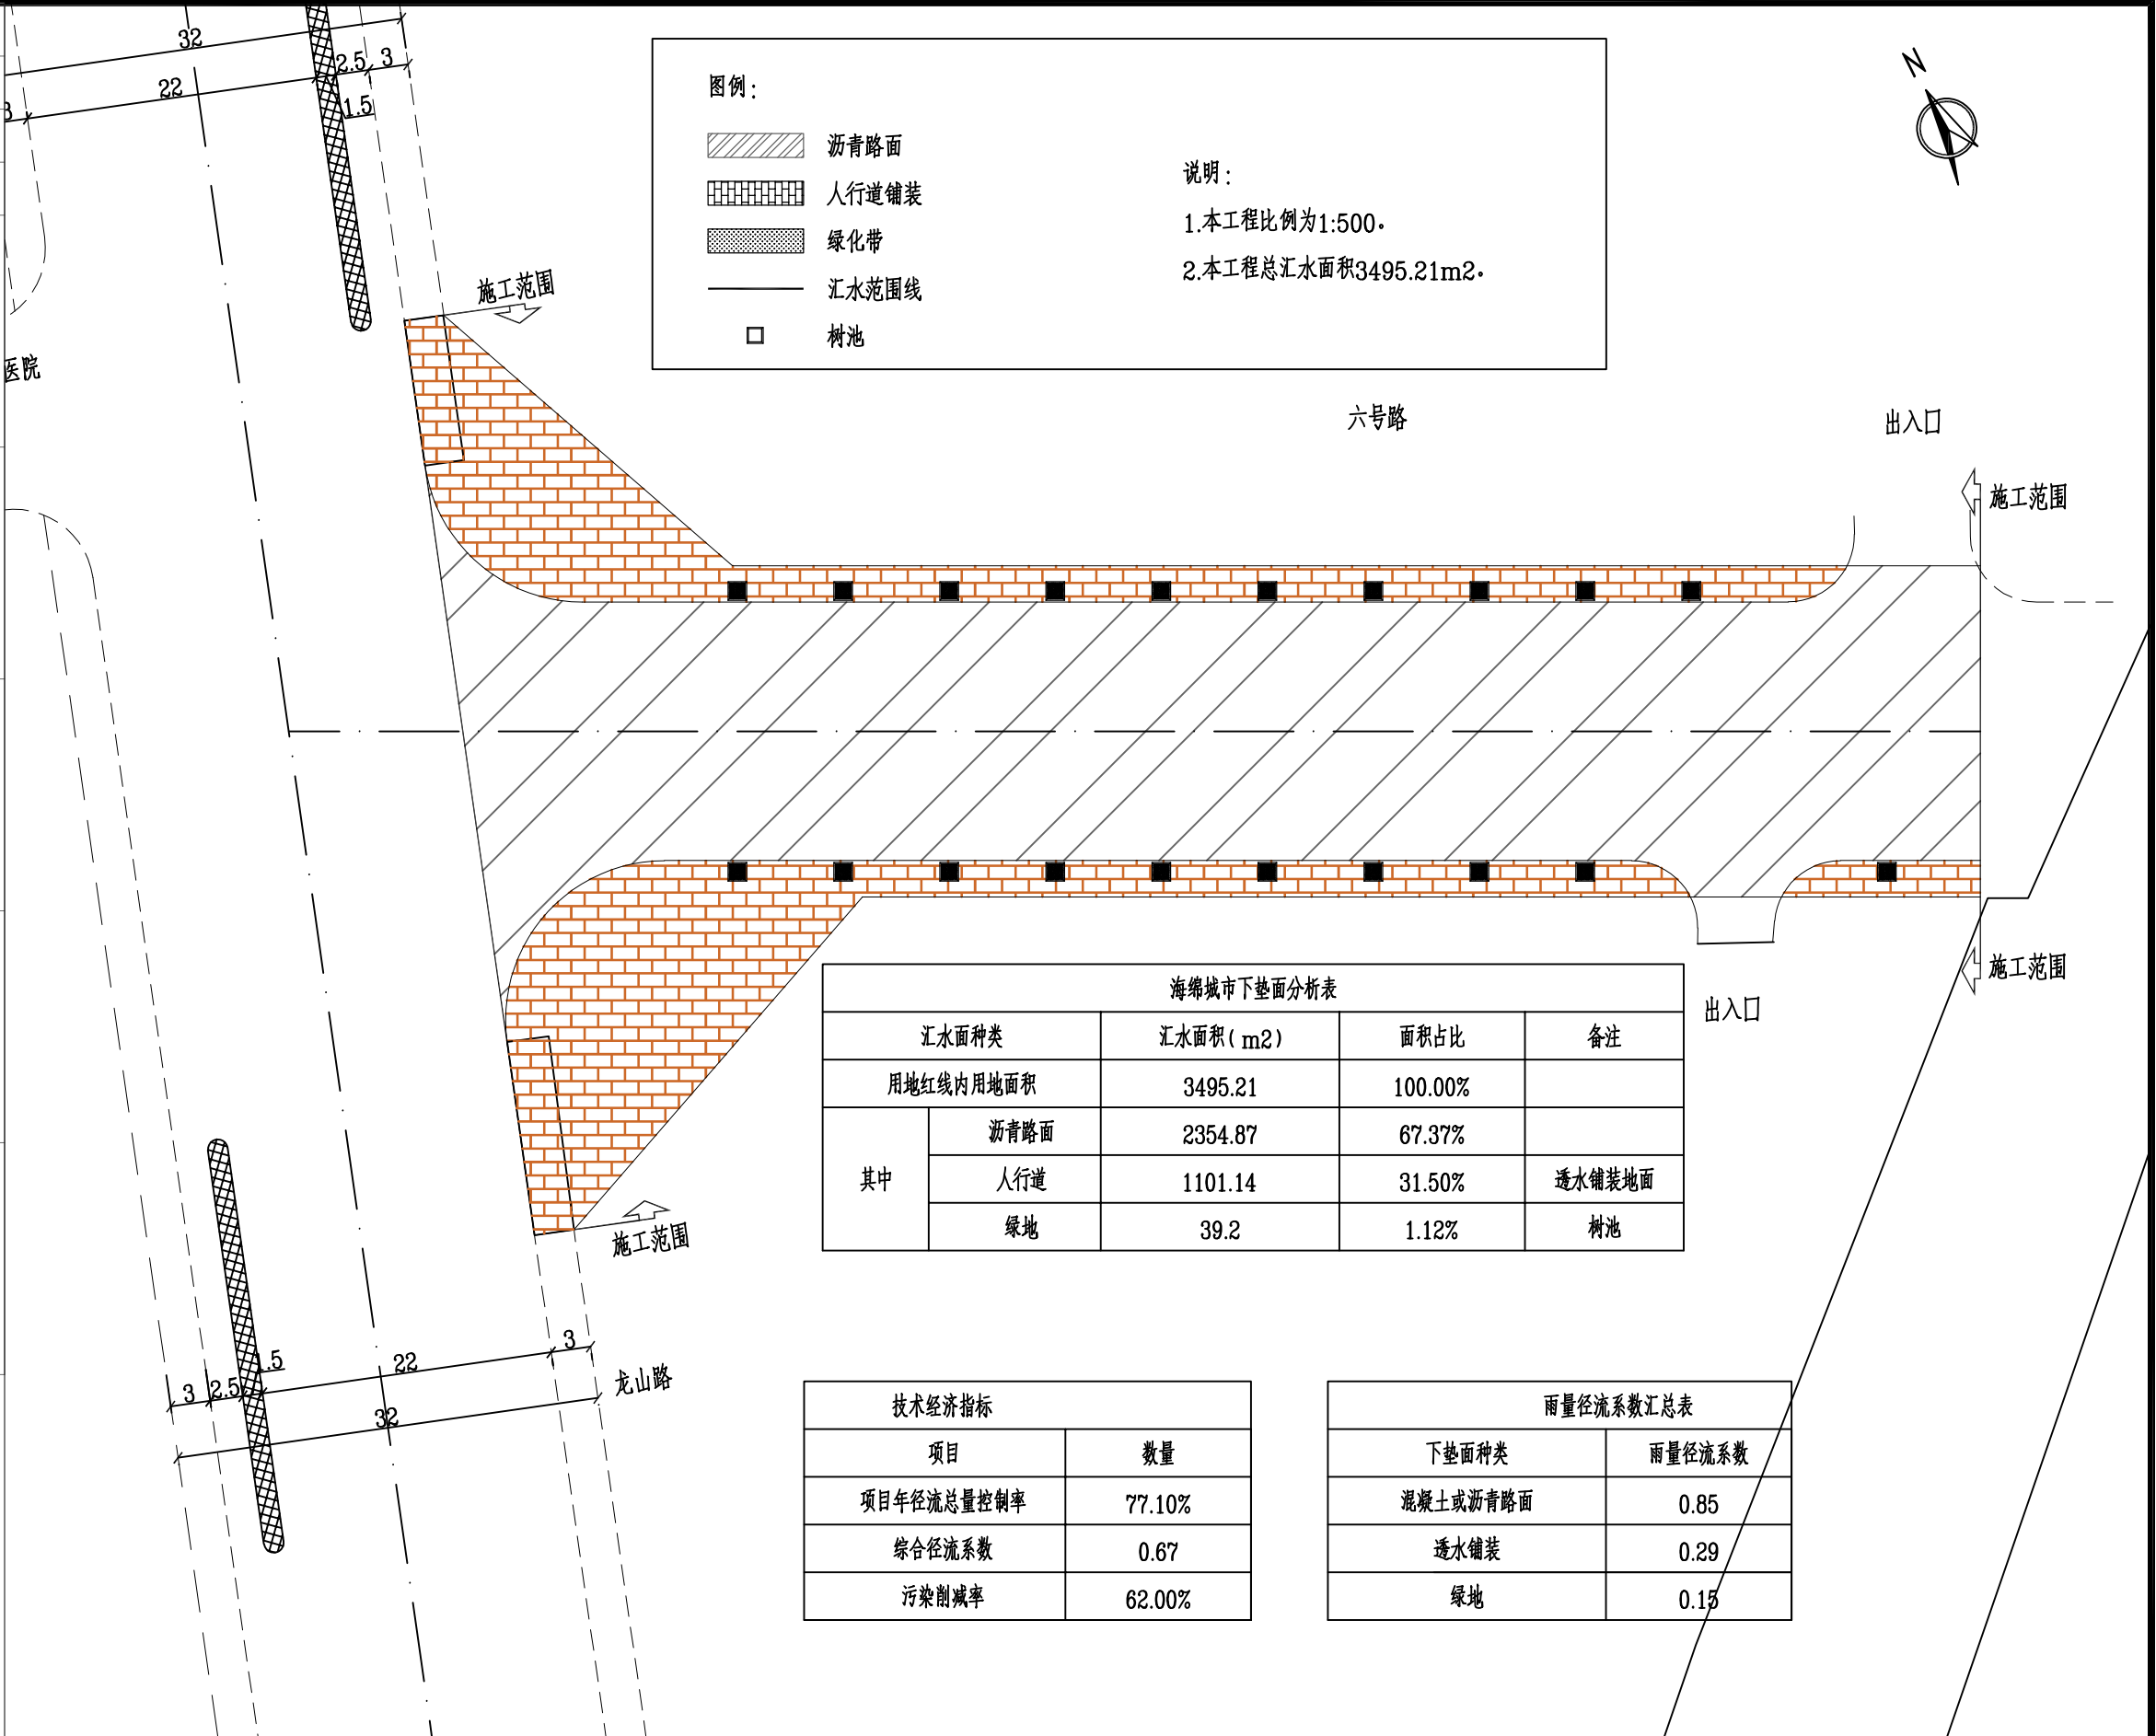 32
22
2.5
3
1.5
3
N
图例：
沥青路面
人行道铺装
绿化带
汇水范围线
树池
说明：
1.本工程比例为1:500。
2.本工程总汇水面积3495.21m2。
施工范围
医院
六号路
出入口
施工范围
施工范围
出入口
海绵城市下垫面分析表
汇水面种类 汇水面积(m2) 面积占比 备注
用地红线内用地面积 3495.21 100.00%
其中
沥青路面 2354.87 67.37%
人行道 1101.14 31.50% 透水铺装地面
绿地 39.2 1.12% 树池
施工范围
3
2.5
1.5
22
3
32
龙山路
技术经济指标
项目 数量
项目年径流总量控制率 77.10%
综合径流系数 0.67
污染削减率 62.00%
雨量径流系数汇总表
下垫面种类 雨量径流系数
混凝土或沥青路面 0.85
透水铺装 0.29
绿地 0.15